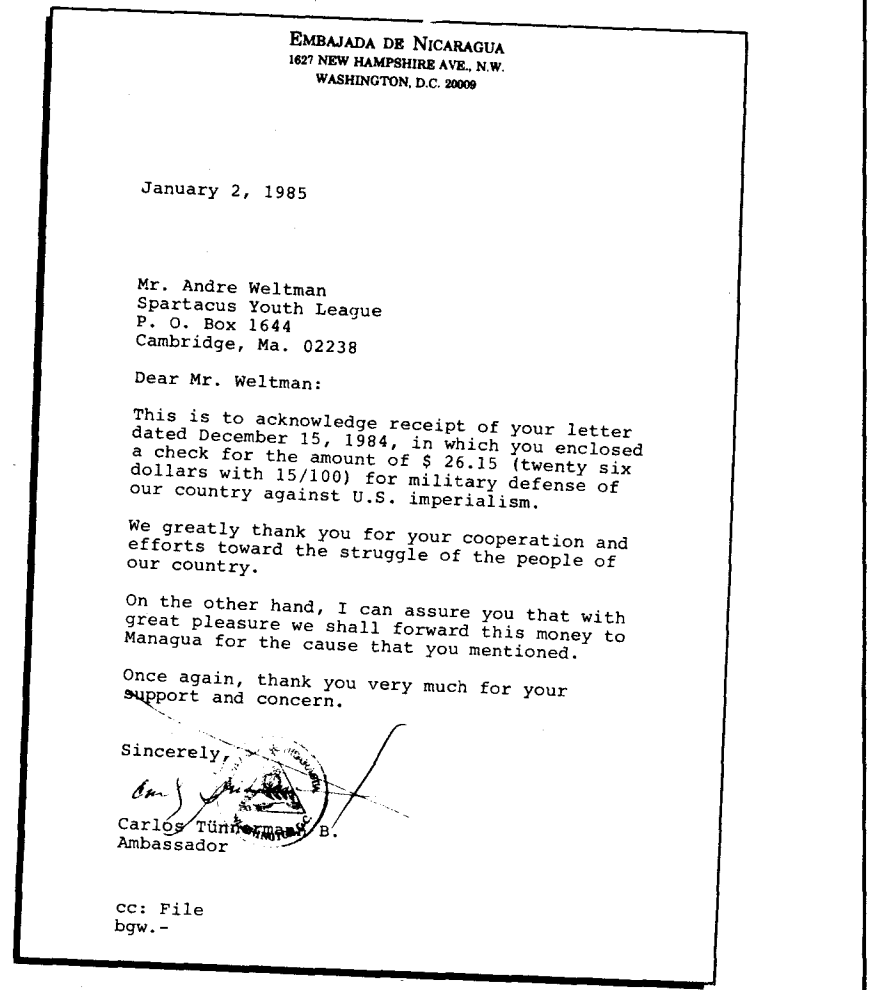 EMBAJADA DE NICARAGUA
1627 NEW HAMPSHIRE AVE., N.W.
WASHINGTON, D.C. 20009
January 2, 1985
Mr. Andre Weltman
Spartacus Youth League
P. O. Box 1644
Cambridge, Ma. 02238
Dear Mr. Weltman:
This is to acknowledge receipt of your letter
dated December 15, 1984, in which you enclosed
a check for the amount of $ 26.15 (twenty six
dollars with 15/100) for military defense of
our country against U.S. imperialism.
We greatly thank you for your cooperation and
efforts toward the struggle of the people of
our country.
On the other hand, I can assure you that with
great pleasure we shall forward this money to
Managua for the cause that you mentioned.
Once again, thank you very much for your
support and concern.
Sincerely,
Carlos Tünnermann B.
Ambassador
cc: File
bgw.-